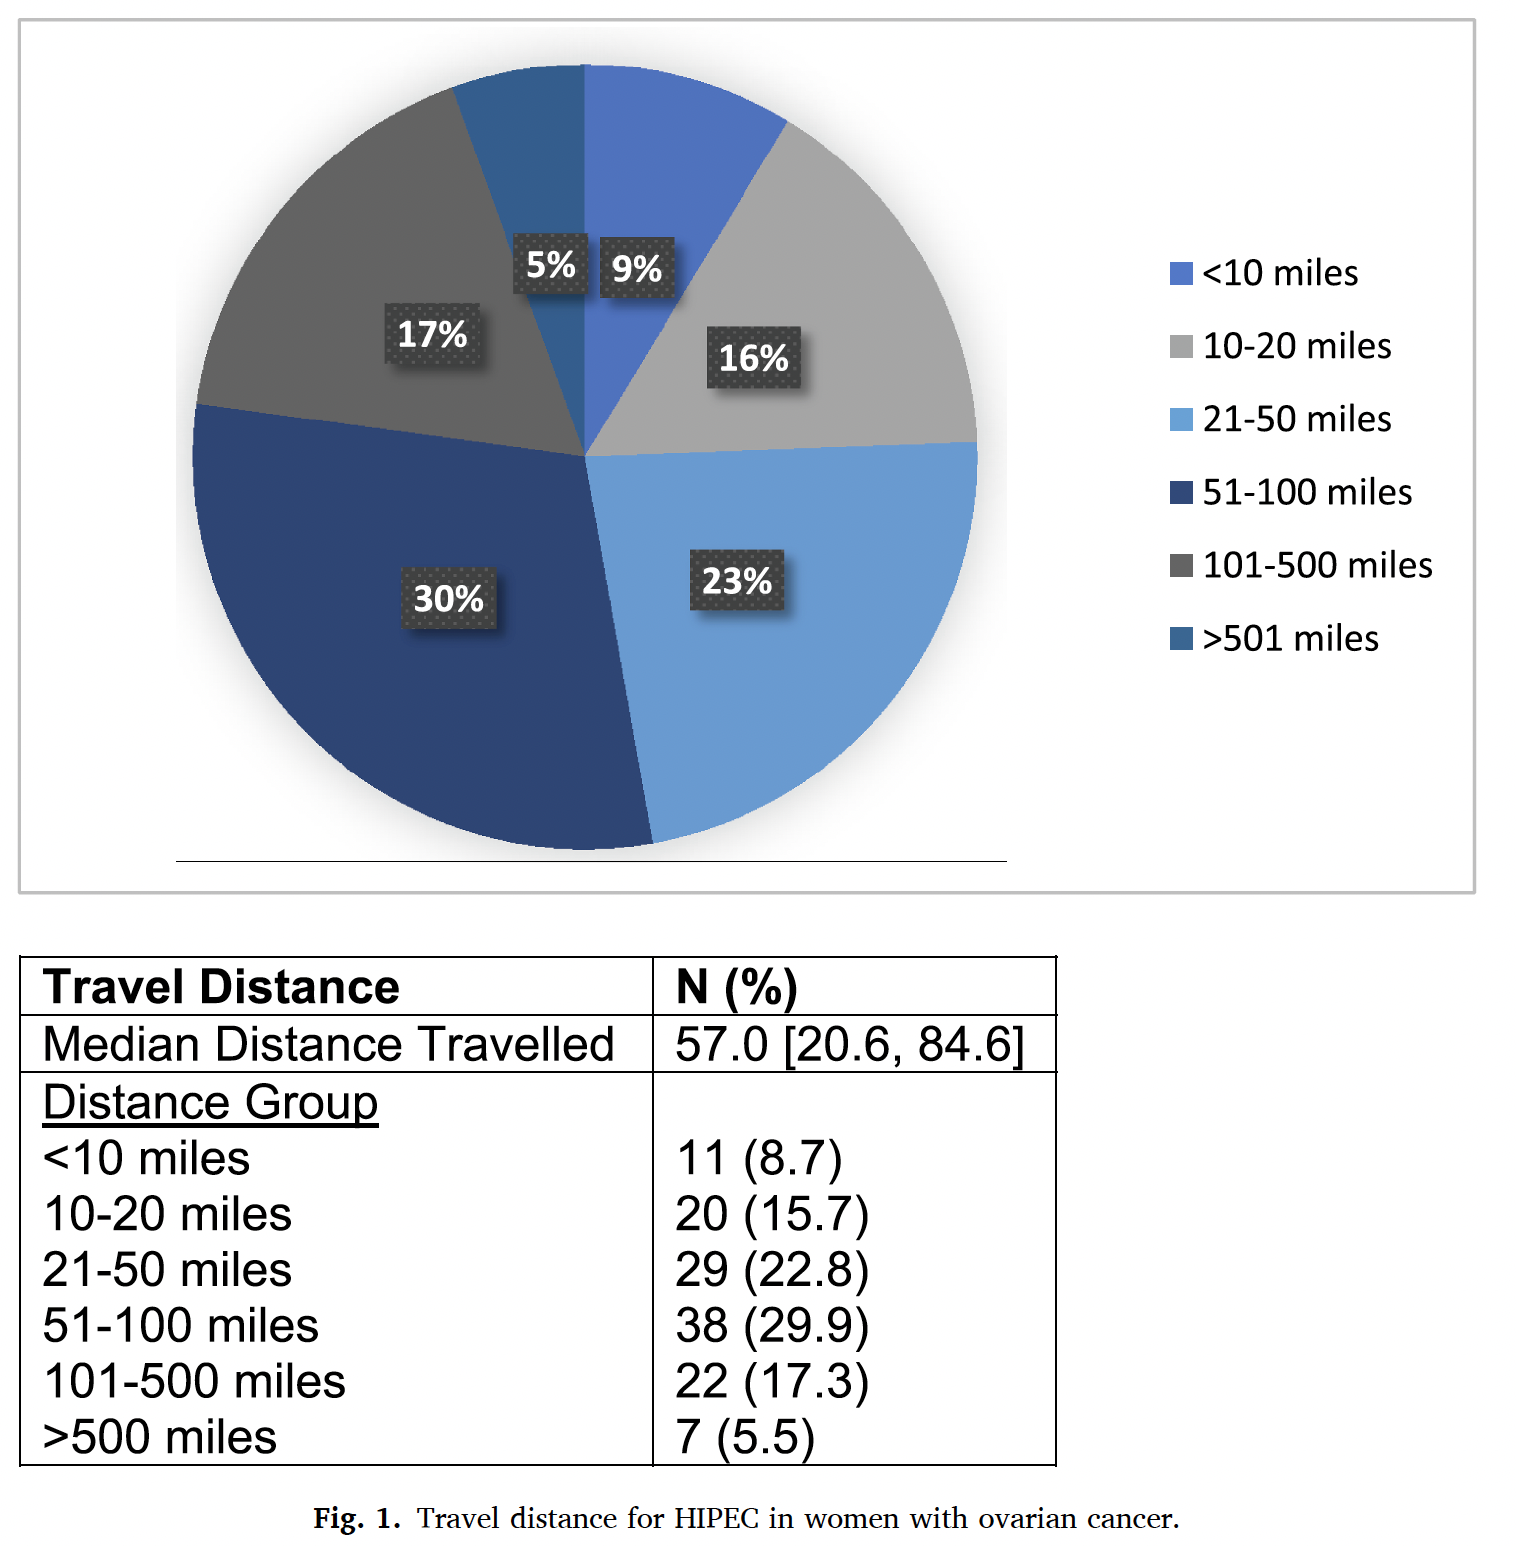 5%
9%
17%
16%
30%
23%
<10 miles
10-20 miles
21-50 miles
51-100 miles
101-500 miles
>501 miles
Travel Distance N (%)
Median Distance Travelled 57.0 [20.6, 84.6]
Distance Group
<10 miles 11 (8.7)
10-20 miles 20 (15.7)
21-50 miles 29 (22.8)
51-100 miles 38 (29.9)
101-500 miles 22 (17.3)
>500 miles 7 (5.5)
Fig. 1. Travel distance for HIPEC in women with ovarian cancer.